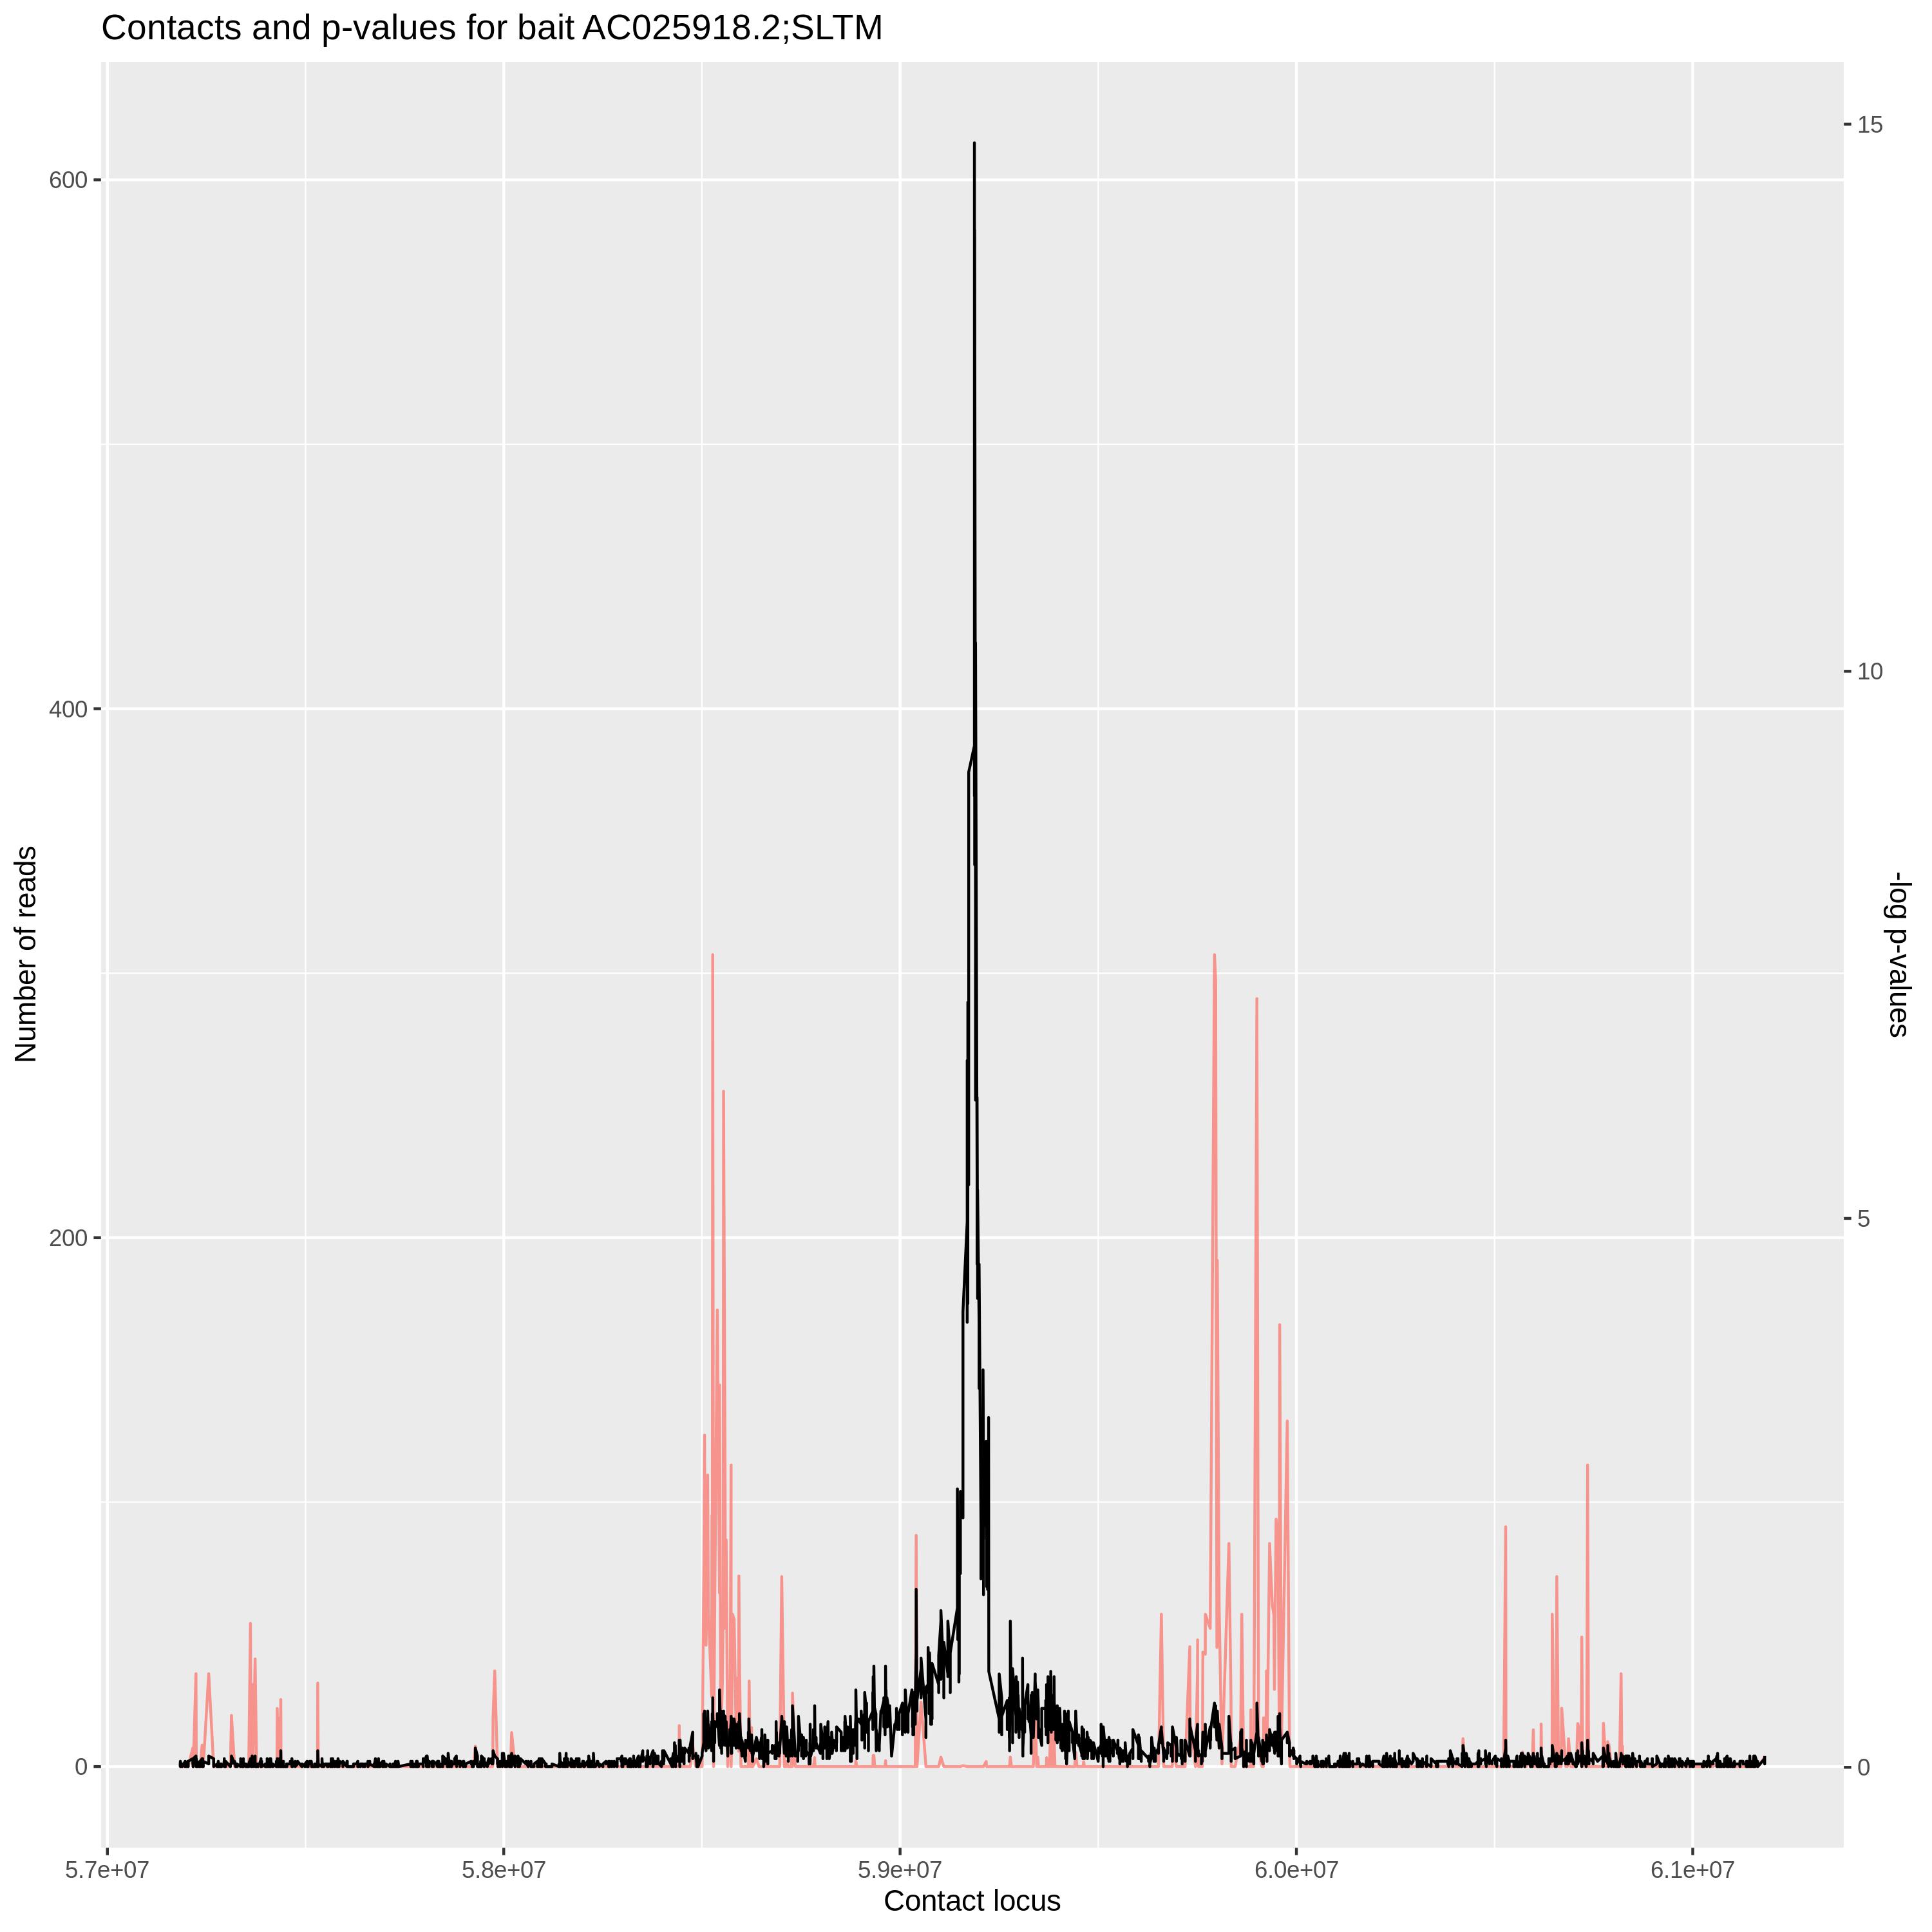 Contacts and p-values for bait AC025918.2;SLTM
15
600
10
400
Number of reads
-log p-values
5
200
0
0
5.7e+07 5.8e+07 5.9e+07 6.0e+07 6.1e+07
Contact locus